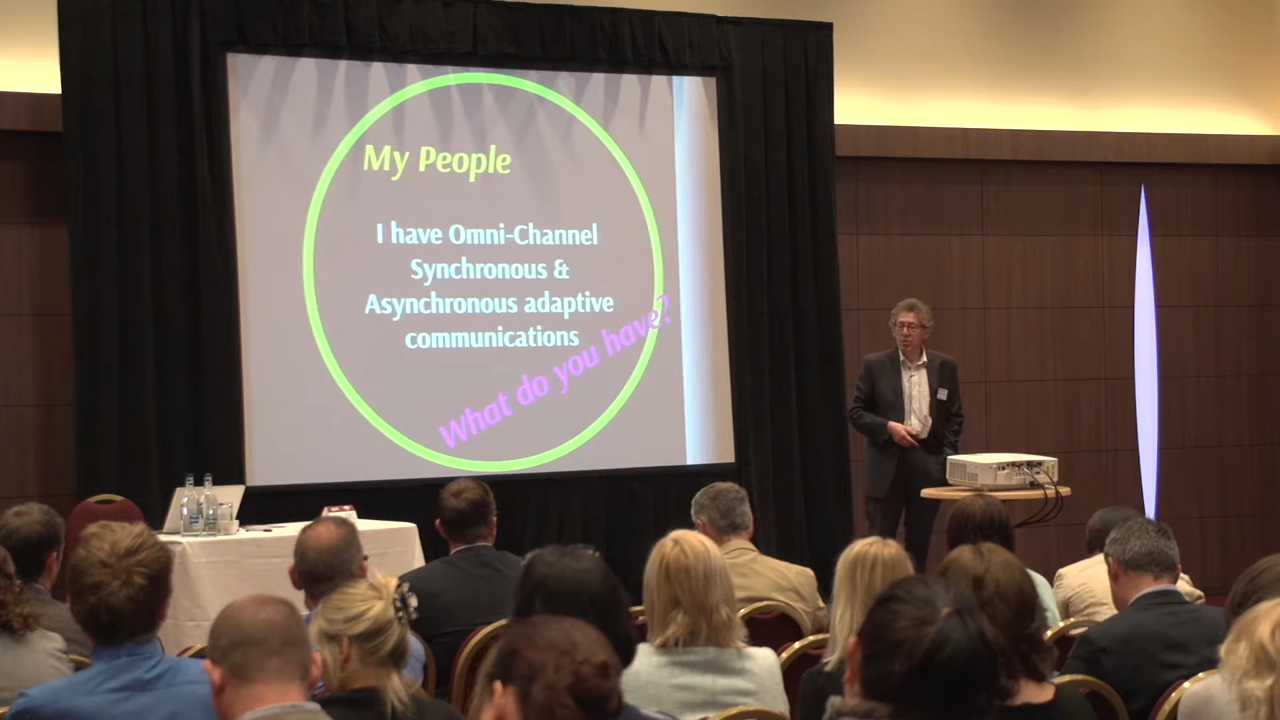 My People
I have Omni-Channel
Synchronous &
Asynchronous adaptive
communications
What do you have?